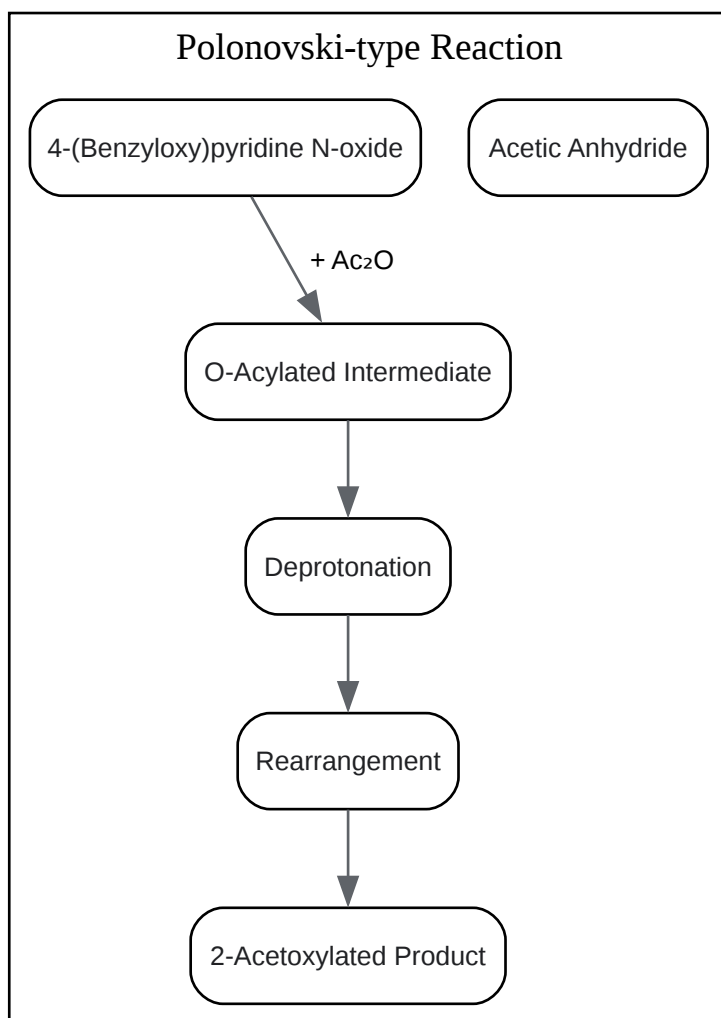 Polonovski-type Reaction
4-(Benzyloxy)pyridine N-oxide
Acetic Anhydride
+ Ac₂O
O-Acylated Intermediate
Deprotonation
Rearrangement
2-Acetoxylated Product